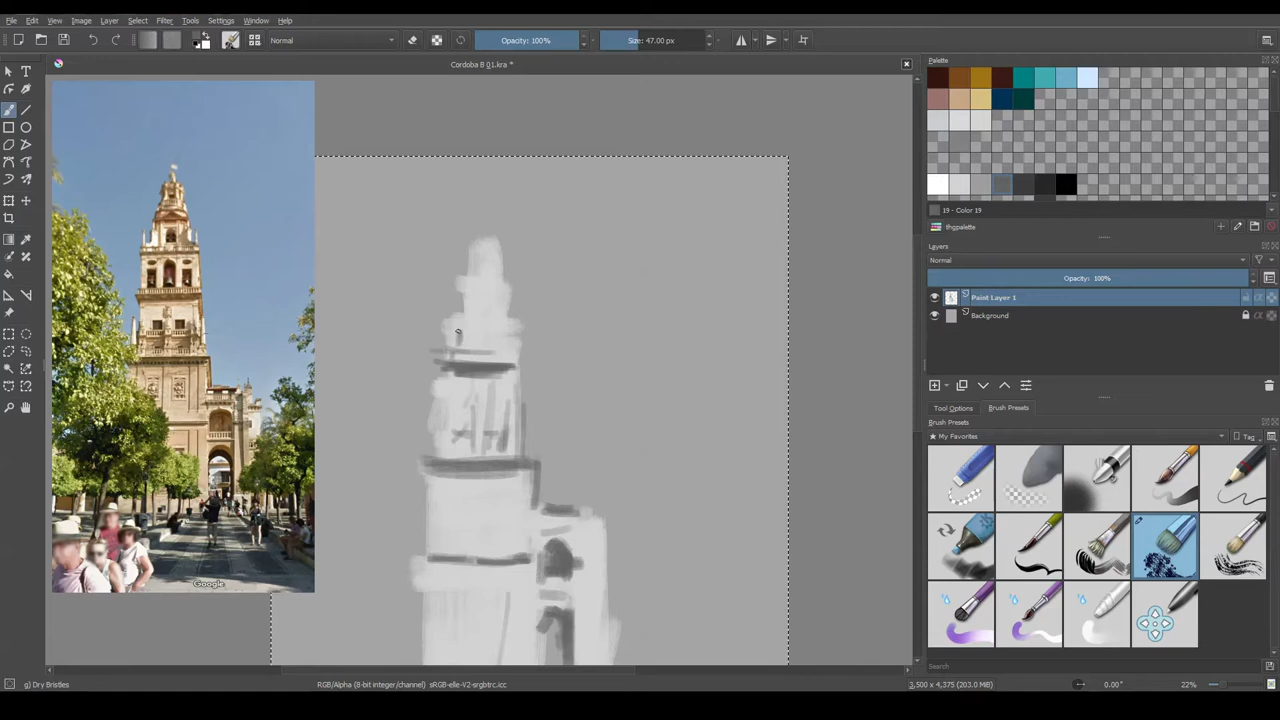 File Edit View Image Layer Select Filter Tools Settings Window Help
Normal Opacity: 100% Size: 47.00 px
Cordoba B 01.kra *
Palette
19 - Color 19
thgpalette
Layers
Normal
Opacity: 100%
Paint Layer 1
Background
Tool Options Brush Presets
Brush Presets
My Favorites Tag
Google
Search
g) Dry Bristles RGB/Alpha (8-bit integer/channel) sRGB-elle-V2-srgbtrc.icc 3,500 x 4,375 (203.0 MiB) 0.00° 22%